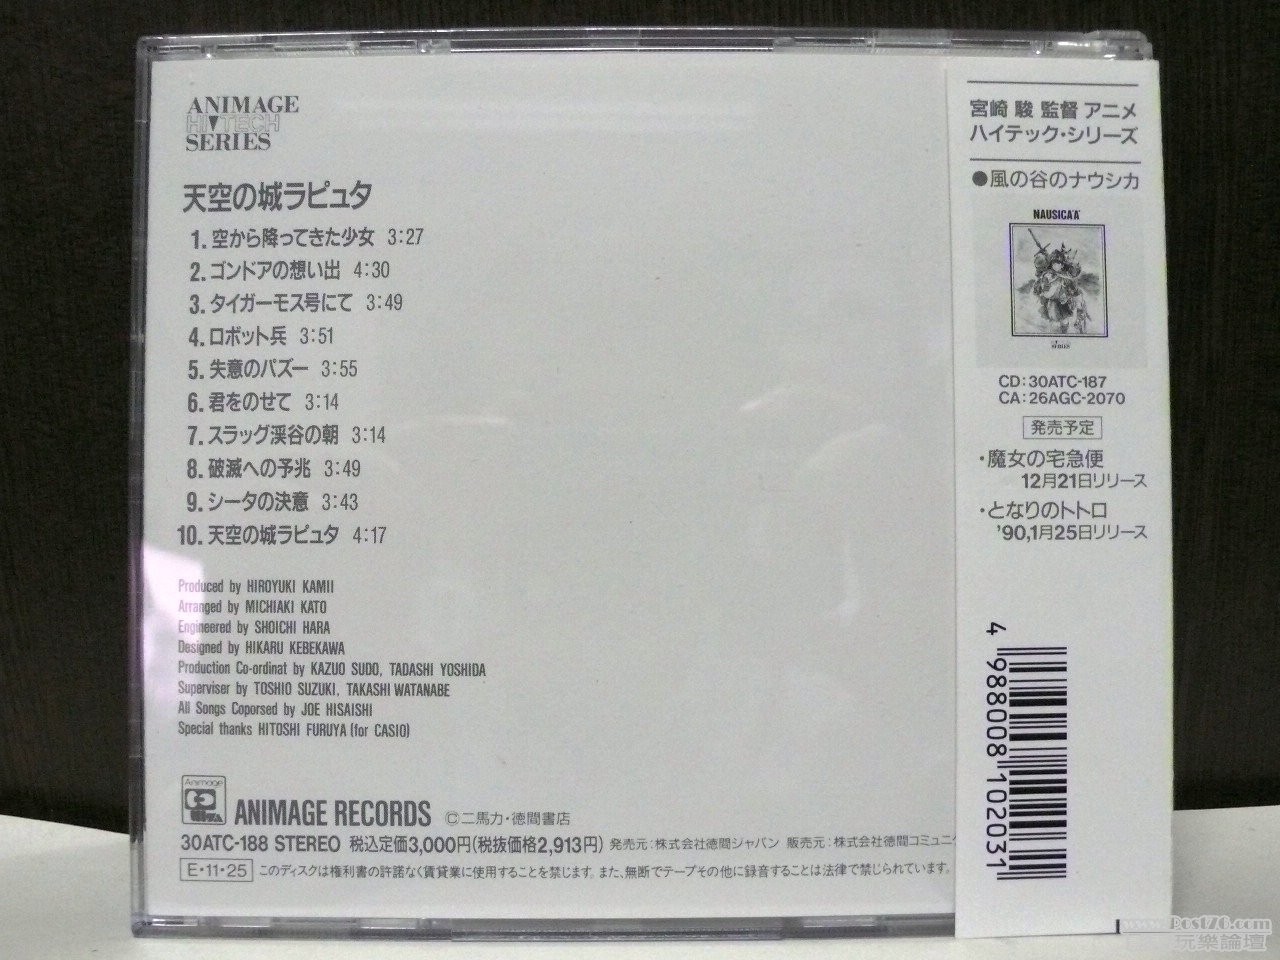 ANIMAGE
HI TECH
SERIES
天空の城ラピュタ
1. 空から降ってきた少女 3:27
2. ゴンドアの想い出 4:30
3. タイガーモス号にて 3:49
4. ロボット兵 3:51
5. 失意のパズー 3:55
6. 君をのせて 3:14
7. スラッグ渓谷の朝 3:14
8. 破滅への予兆 3:49
9. シータの決意 3:43
10. 天空の城ラピュタ 4:17
Produced by HIROYUKI KAMII
Arranged by MICHIAKI KATO
Engineered by SHOICHI HARA
Designed by HIKARU KEBEKAWA
Production Co-ordinat by KAZUO SUDO, TADASHI YOSHIDA
Superviser by TOSHIO SUZUKI, TAKASHI WATANABE
All Songs Coporsed by JOE HISAISHI
Special thanks HITOSHI FURUYA (for CASIO)
Animage
ANIMAGE RECORDS ©二馬力・徳間書店
30ATC-188 STEREO 税込定価3,000円(税抜価格2,913円) 発売元:株式会社徳間ジャパン 販売元:株式会社徳間コミュニ
E・11・25 このディスクは権利書の許諾なく賃貸業に使用することを禁じます。また、無断でテープその他に録音することは法律で禁じられています。
宮崎 駿 監督 アニメ
ハイテック・シリーズ
●風の谷のナウシカ
NAUSICAÄ
CD:30ATC-187
CA:26AGC-2070
発売予定
・魔女の宅急便
12月21日リリース
・となりのトトロ
'90,1月25日リリース
4 988008 102031
www.post76.com
玩樂論壇